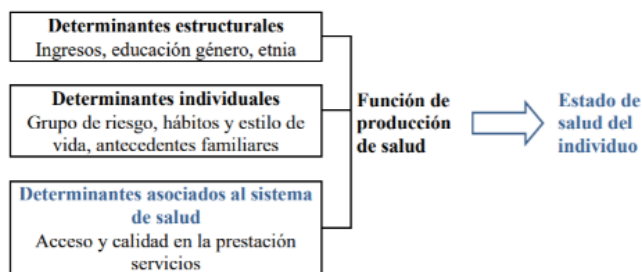 Determinantes estructurales
Ingresos, educación género, etnia
Determinantes individuales
Grupo de riesgo, hábitos y estilo de
vida, antecedentes familiares
Determinantes asociados al sistema
de salud
Acceso y calidad en la prestación
servicios
Función de
producción
de salud
Estado de
salud del
individuo